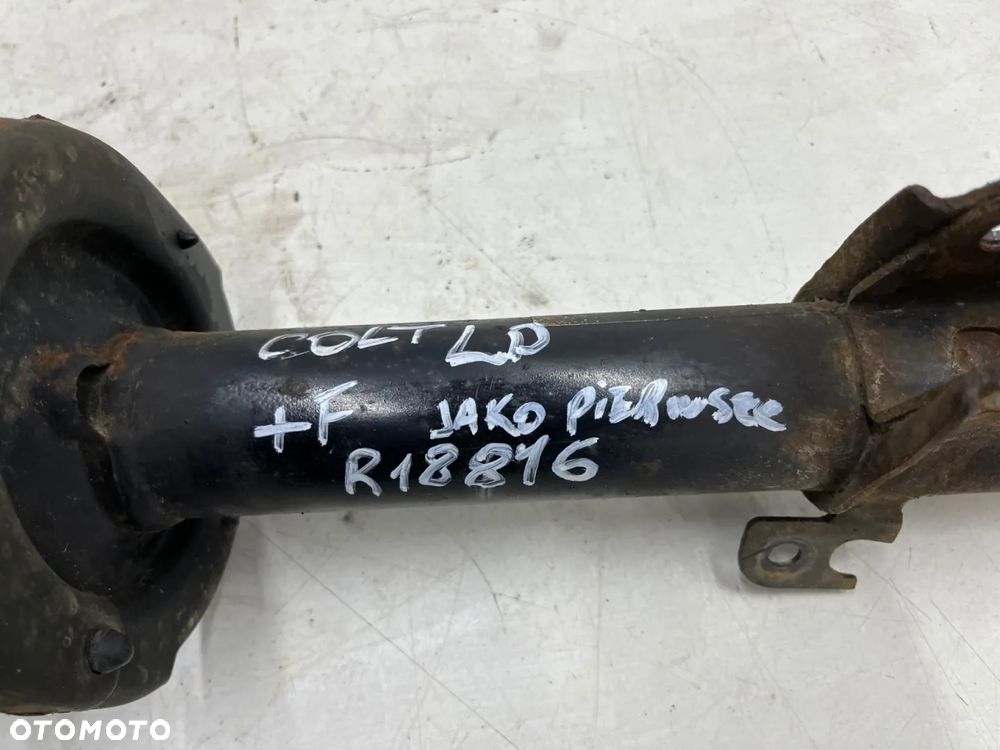 COLT LP
+F JAKO PIERWSZE
R18816
OTOMOTO